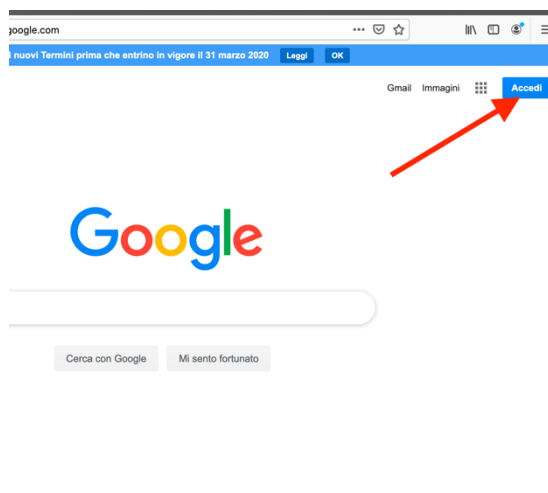 google.com
i nuovi Termini prima che entrino in vigore il 31 marzo 2020 Leggi OK
Gmail Immagini Accedi
Google
Cerca con Google Mi sento fortunato